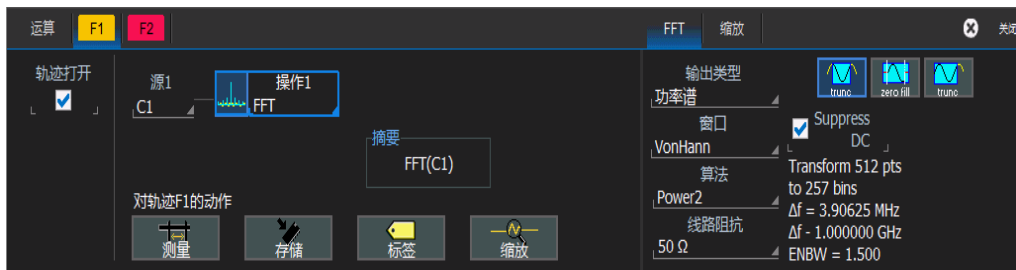 运算 F1 F2 FFT 缩放 关闭
轨迹打开
源1
C1
操作1
FFT
摘要
FFT(C1)
对轨迹F1的动作
测量 存储 标签 缩放
输出类型
功率谱
窗口
VonHann
算法
Power2
线路阻抗
50 Ω
trunc zero fill trunc
Suppress
DC
Transform 512 pts
to 257 bins
Δf = 3.90625 MHz
Δf - 1.000000 GHz
ENBW = 1.500